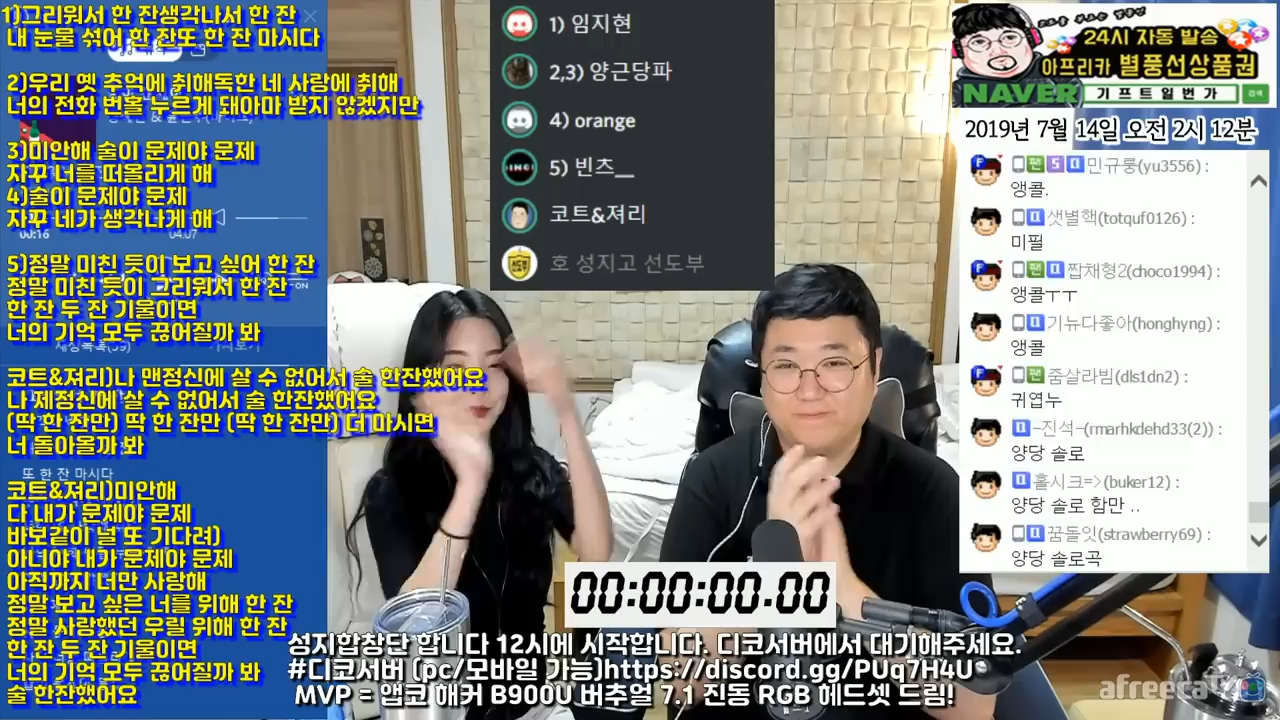 1)그리워서 한 잔생각나서 한 잔
내 눈물 섞어 한 잔또 한 잔 마시다
2)우리 옛 추억에 취해독한 네 사랑에 취해
너의 전화 번홀 누르게 돼아마 받지 않겠지만
3)미안해 술이 문제야 문제
자꾸 너를 떠올리게 해
4)술이 문제야 문제
자꾸 네가 생각나게 해
00:16
04:07
5)정말 미친 듯이 보고 싶어 한 잔
정말 미친 듯이 그리워서 한 잔
한 잔 두 잔 기울이면
너의 기억 모두 끊어질까 봐
코트&져리)나 맨정신에 살 수 없어서 술 한잔했어요
나 제정신에 살 수 없어서 술 한잔했어요
(딱 한 잔만) 딱 한 잔만 (딱 한 잔만) 더 마시면
너 돌아올까 봐
또 한 잔 마시다
코트&져리)미안해
다 내가 문제야 문제
바보같이 널 또 기다려)
아니야 내가 문제야 문제
아직까지 너만 사랑해
정말 보고 싶은 너를 위해 한 잔
정말 사랑했던 우릴 위해 한 잔
한 잔 두 잔 기울이면
너의 기억 모두 끊어질까 봐
술 한잔했어요
1) 임지현
2,3) 양근당파
4) orange
5) 빈츠__
코트&져리
호 성지고 선도부
24시 자동 발송
아프리카 별풍선상품권
NAVER 기프트일번가 검색
2019년 7월 14일 오전 2시 12분
F 팬 S 민규룽(yu3556) :
앵콜.
샛별핵(totquf0126) :
미필
F 팬 짭채형2(choco1994) :
앵콜ㅜㅜ
기뉴다좋아(honghyng) :
앵콜
F 팬 줌살라빔(dls1dn2) :
귀엽누
-진석-(rmarhkdehd33(2)) :
양당 솔로
홀시크=>(buker12) :
양당 솔로 함만 ..
꿈돌잇(strawberry69) :
양당 솔로곡
00:00:00.00
성지합창단 합니다 12시에 시작합니다. 디코서버에서 대기해주세요.
#디코서버 (pc/모바일 가능)https://discord.gg/PUq7H4U
MVP = 앱코 해커 B900U 버추얼 7.1 진동 RGB 헤드셋 드림!
afreecaTV